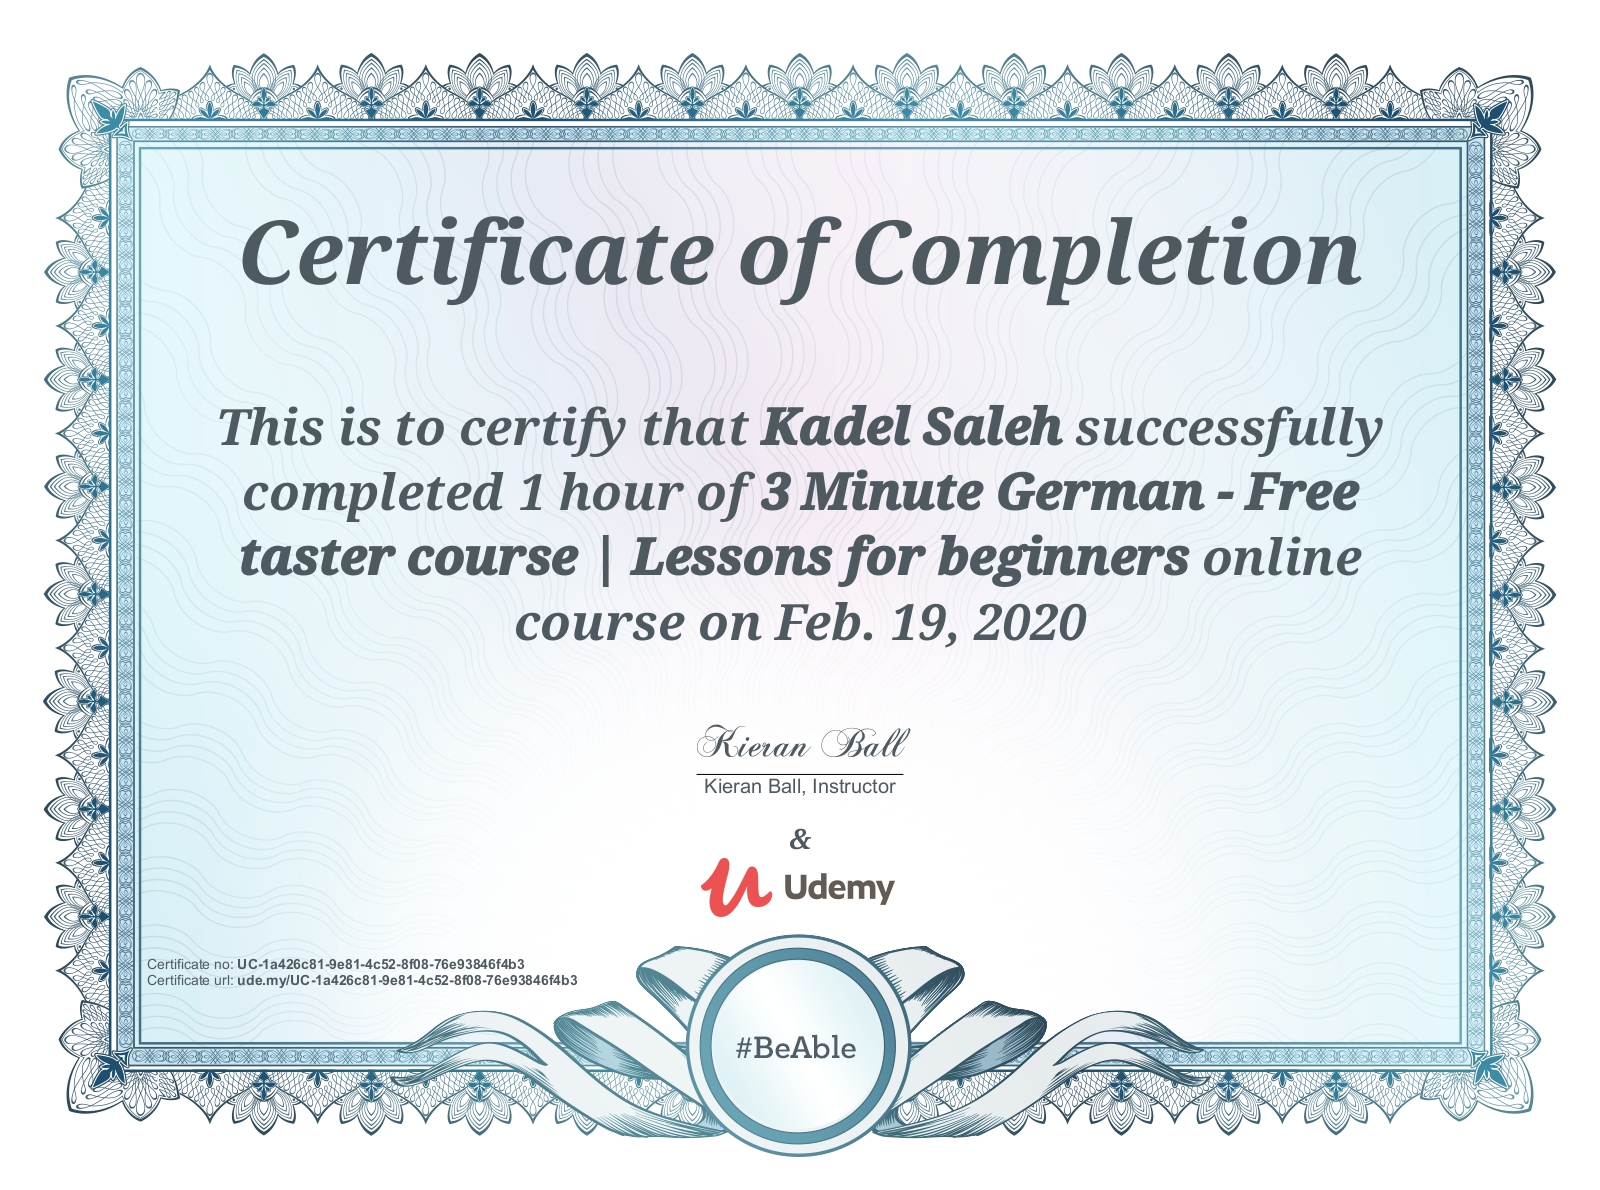 Certificate of Completion
This is to certify that Kadel Saleh successfully
completed 1 hour of 3 Minute German - Free
taster course | Lessons for beginners online
course on Feb. 19, 2020
Kieran Ball
Kieran Ball, Instructor
&
Udemy
Certificate no: UC-1a426c81-9e81-4c52-8f08-76e93846f4b3
Certificate url: ude.my/UC-1a426c81-9e81-4c52-8f08-76e93846f4b3
#BeAble